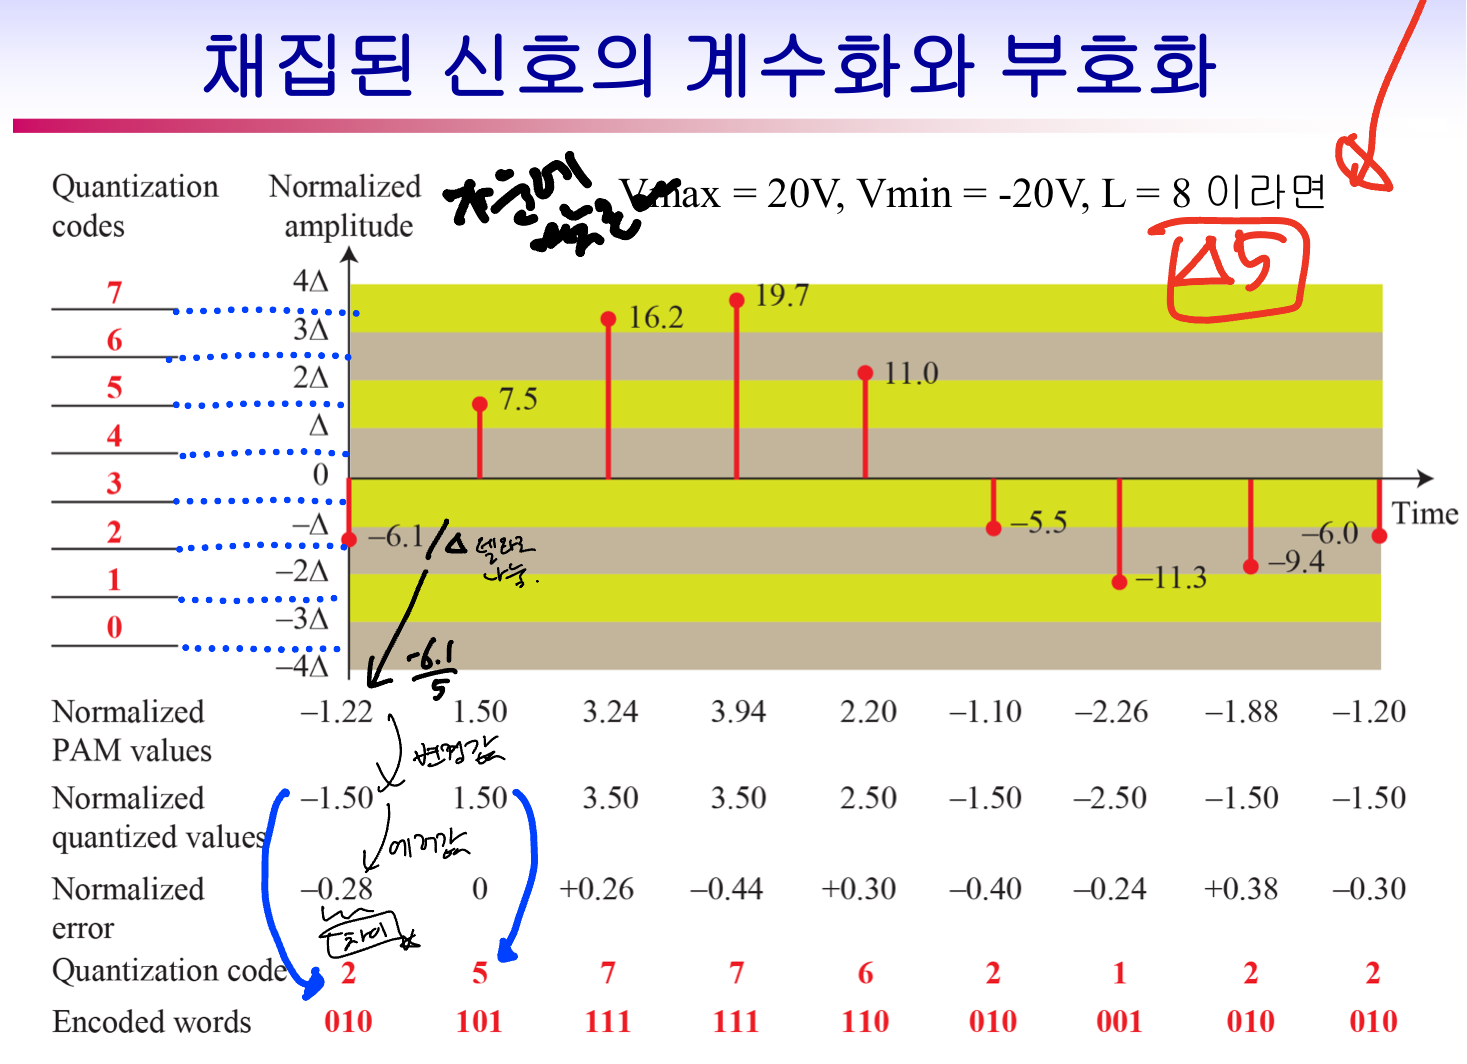 채집된 신호의 계수화와 부호화
Quantization codes
Normalized amplitude
Vmax = 20V, Vmin = -20V, L = 8 이라면
Δ5
7
6
5
4
3
2
1
0
4Δ
3Δ
2Δ
Δ
0
–Δ
–2Δ
–3Δ
–4Δ
–6.1 /Δ 델타로 나눔.
7.5
16.2
19.7
11.0
–5.5
–11.3
–9.4
–6.0
Time
-6.1
5
Normalized PAM values –1.22 1.50 3.24 3.94 2.20 –1.10 –2.26 –1.88 –1.20
변경값
Normalized quantized values –1.50 1.50 3.50 3.50 2.50 –1.50 –2.50 –1.50 –1.50
에러값
Normalized error –0.28 0 +0.26 –0.44 +0.30 –0.40 –0.24 +0.38 –0.30
차이
Quantization code 2 5 7 7 6 2 1 2 2
Encoded words 010 101 111 111 110 010 001 010 010